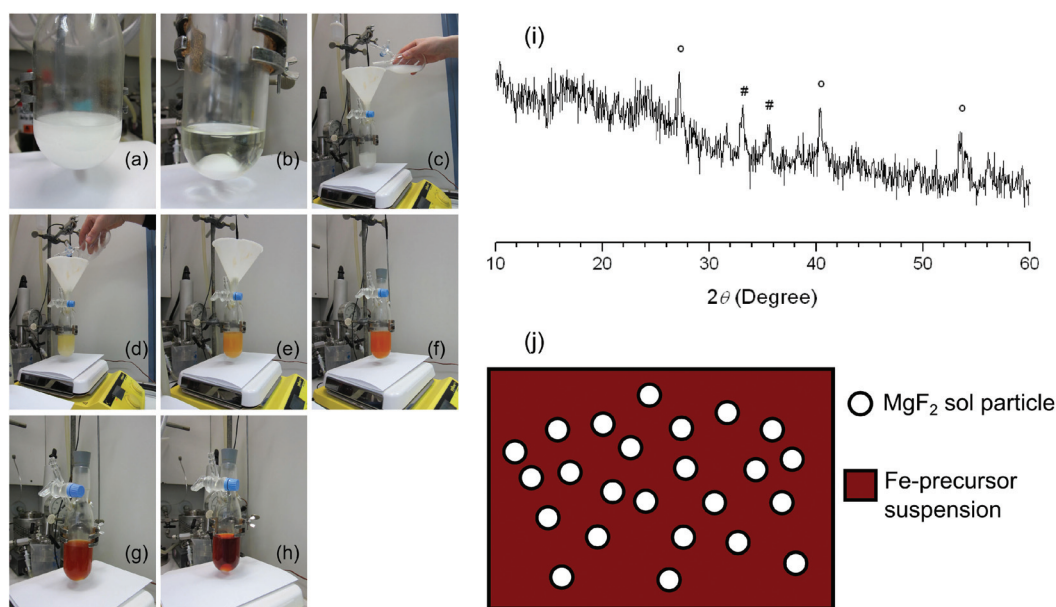 (a)
(b)
(c)
(d)
(e)
(f)
(g)
(h)
(i)
o
#
#
o
o
10 20 30 40 50 60
2θ (Degree)
(j)
MgF₂ sol particle
Fe-precursor
suspension